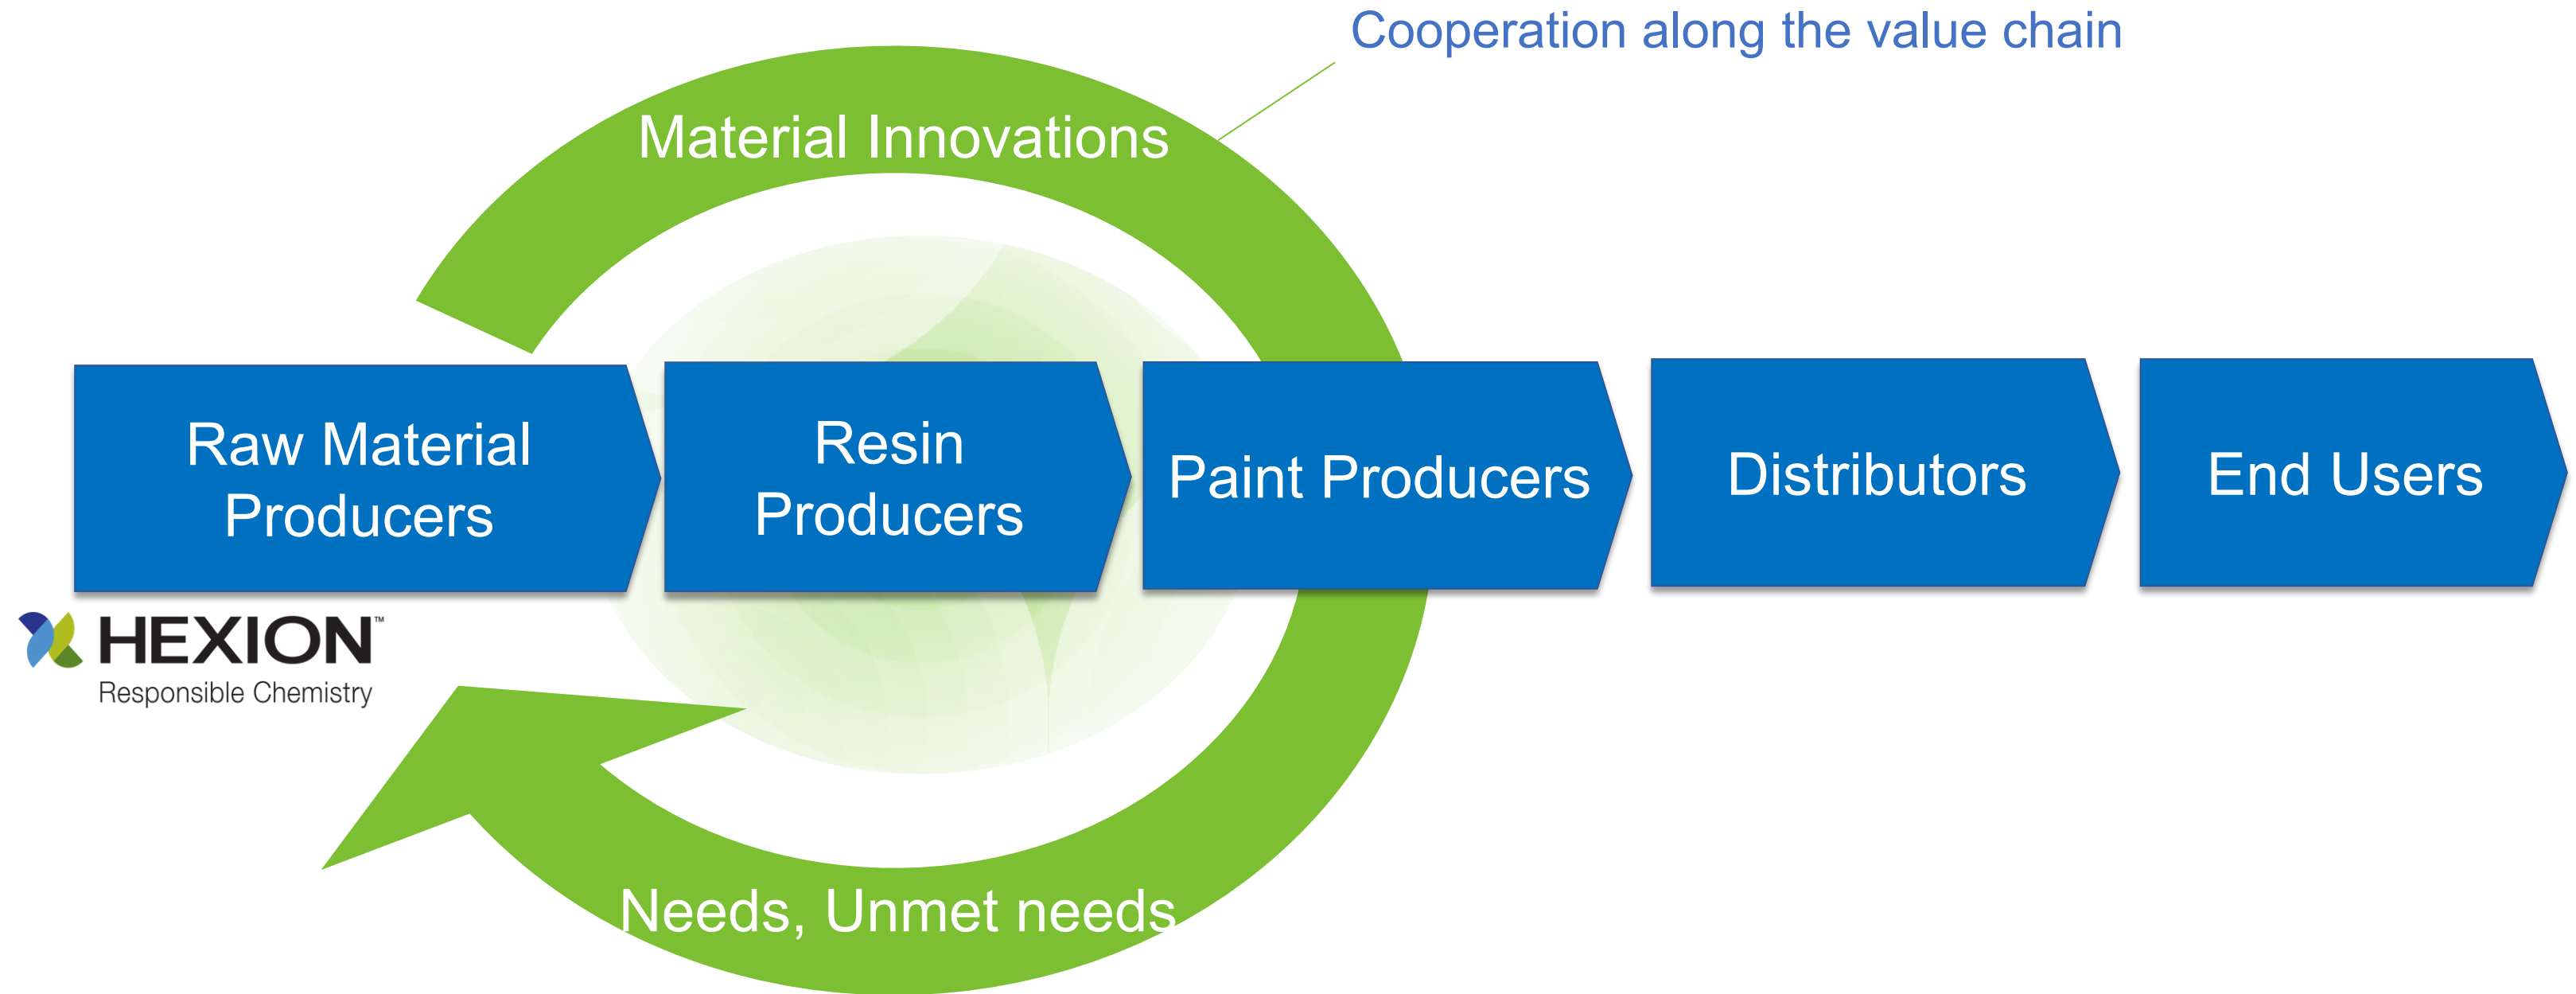 Cooperation along the value chain
Material Innovations
Raw Material
Producers
Resin
Producers
Paint Producers
Distributors
End Users
HEXION™
Responsible Chemistry
Needs, Unmet needs